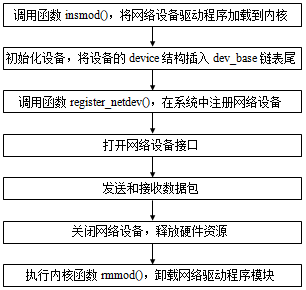 调用函数 insmod(),将网络设备驱动程序加载到内核
初始化设备，将设备的 device 结构插入 dev_base 链表尾
调用函数 register_netdev()，在系统中注册网络设备
打开网络设备接口
发送和接收数据包
关闭网络设备，释放硬件资源
执行内核函数 rmmod()，卸载网络驱动程序模块